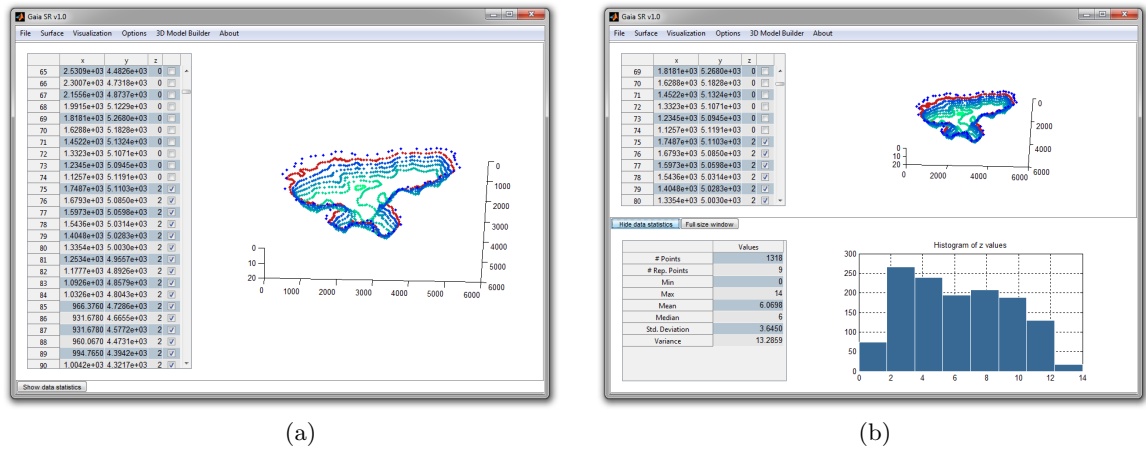 Gaia SR v1.0
File Surface Visualization Options 3D Model Builder About
x y z
65 2.5309e+03 4.4826e+03 0
66 2.3007e+03 4.7318e+03 0
67 2.1556e+03 4.8737e+03 0
68 1.9915e+03 5.1229e+03 0
69 1.8181e+03 5.2680e+03 0
70 1.6288e+03 5.1828e+03 0
71 1.4522e+03 5.1324e+03 0
72 1.3323e+03 5.1071e+03 0
73 1.2345e+03 5.0945e+03 0
74 1.1257e+03 5.1191e+03 0
75 1.7487e+03 5.1103e+03 2
76 1.6793e+03 5.0850e+03 2
77 1.5973e+03 5.0598e+03 2
78 1.5436e+03 5.0314e+03 2
79 1.4048e+03 5.0283e+03 2
80 1.3354e+03 5.0030e+03 2
81 1.2534e+03 4.9557e+03 2
82 1.1777e+03 4.8926e+03 2
83 1.0926e+03 4.8579e+03 2
84 1.0326e+03 4.8043e+03 2
85 966.3760 4.7286e+03 2
86 931.6780 4.6655e+03 2
87 931.6780 4.5772e+03 2
88 960.0670 4.4731e+03 2
89 994.7650 4.3942e+03 2
90 1.0042e+03 4.3217e+03 2
0
1000
2000
3000
4000
5000
6000
0
10
20
0 1000 2000 3000 4000 5000 6000
Show data statistics
(a)
Gaia SR v1.0
File Surface Visualization Options 3D Model Builder About
x y z
69 1.8181e+03 5.2680e+03 0
70 1.6288e+03 5.1828e+03 0
71 1.4522e+03 5.1324e+03 0
72 1.3323e+03 5.1071e+03 0
73 1.2345e+03 5.0945e+03 0
74 1.1257e+03 5.1191e+03 0
75 1.7487e+03 5.1103e+03 2
76 1.6793e+03 5.0850e+03 2
77 1.5973e+03 5.0598e+03 2
78 1.5436e+03 5.0314e+03 2
79 1.4048e+03 5.0283e+03 2
80 1.3354e+03 5.0030e+03 2
0
2000
4000
6000
0
10
20
0 2000 4000 6000
Hide data statistics Full size window
Values
# Points 1318
# Rep. Points 9
Min 0
Max 14
Mean 6.0698
Median 6
Std. Deviation 3.6450
Variance 13.2859
Histogram of z values
300
250
200
150
100
50
0
0 2 4 6 8 10 12 14
(b)